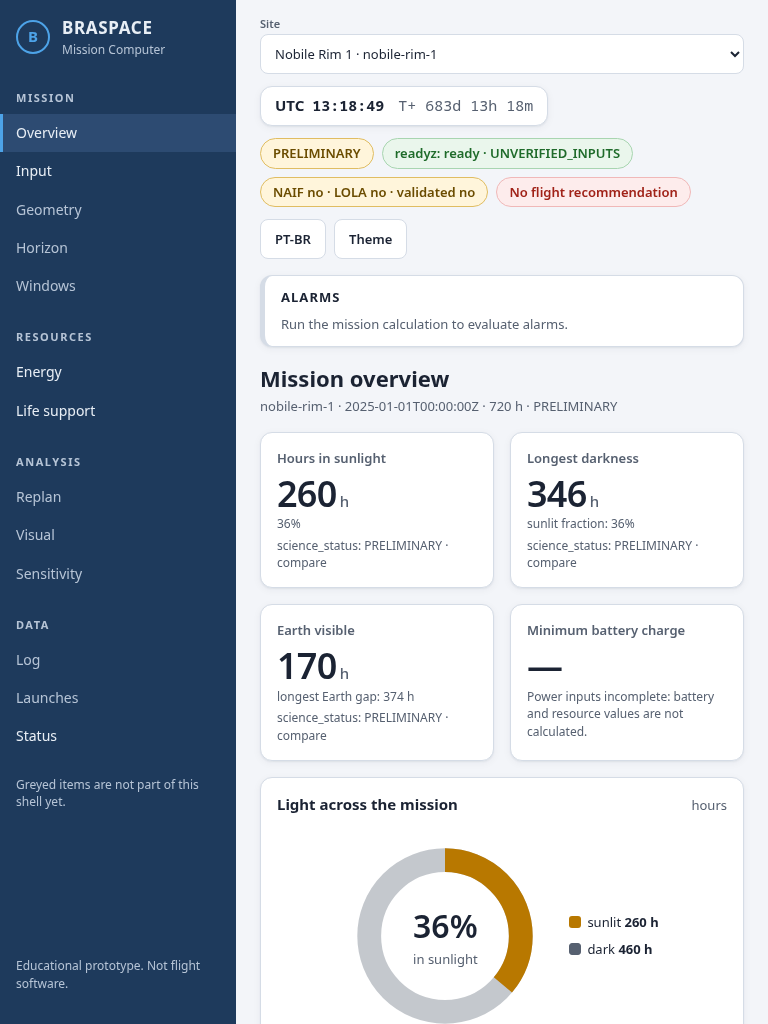 B
BRASPACE
Mission Computer
MISSION
Overview
Input
Geometry
Horizon
Windows
RESOURCES
Energy
Life support
ANALYSIS
Replan
Visual
Sensitivity
DATA
Log
Launches
Status
Greyed items are not part of this
shell yet.
Educational prototype. Not flight
software.
Site
Nobile Rim 1 · nobile-rim-1
UTC 13:18:49 T+ 683d 13h 18m
PRELIMINARY
readyz: ready · UNVERIFIED_INPUTS
NAIF no · LOLA no · validated no
No flight recommendation
PT-BR
Theme
ALARMS
Run the mission calculation to evaluate alarms.
Mission overview
nobile-rim-1 · 2025-01-01T00:00:00Z · 720 h · PRELIMINARY
Hours in sunlight
260 h
36%
science_status: PRELIMINARY ·
compare
Longest darkness
346 h
sunlit fraction: 36%
science_status: PRELIMINARY ·
compare
Earth visible
170 h
longest Earth gap: 374 h
science_status: PRELIMINARY ·
compare
Minimum battery charge
—
Power inputs incomplete: battery
and resource values are not
calculated.
Light across the mission
hours
36%
in sunlight
sunlit 260 h
dark 460 h